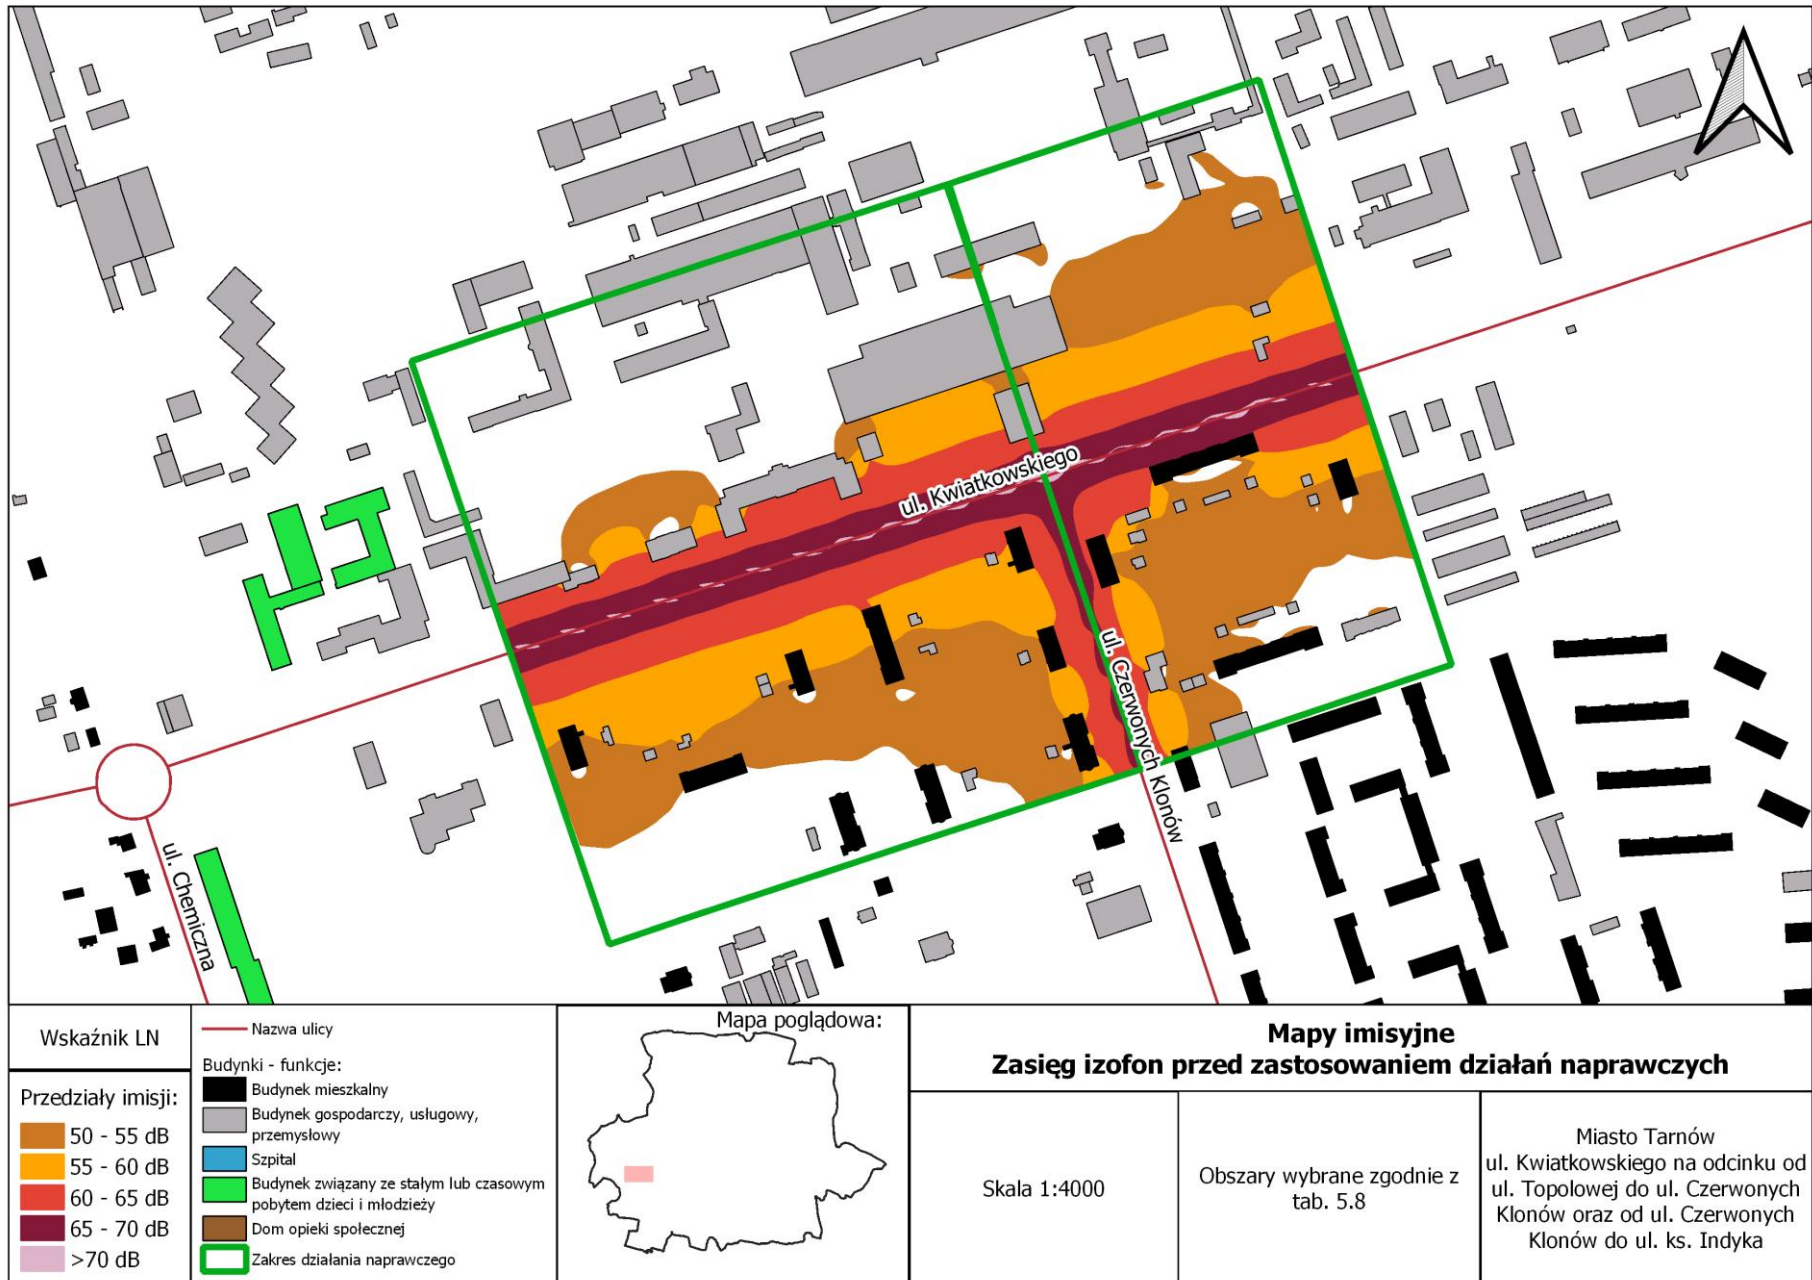 ul. Kwiatkowskiego
ul. Czerwonych Klonów
ul. Chemiczna
Wskaźnik LN
Przedziały imisji:
50 - 55 dB
55 - 60 dB
60 - 65 dB
65 - 70 dB
>70 dB
Nazwa ulicy
Budynki - funkcje:
Budynek mieszkalny
Budynek gospodarczy, usługowy,
przemysłowy
Szpital
Budynek związany ze stałym lub czasowym
pobytem dzieci i młodzieży
Dom opieki społecznej
Zakres działania naprawczego
Mapa poglądowa:
Mapy imisyjne
Zasięg izofon przed zastosowaniem działań naprawczych
Skala 1:4000
Obszary wybrane zgodnie z
tab. 5.8
Miasto Tarnów
ul. Kwiatkowskiego na odcinku od
ul. Topolowej do ul. Czerwonych
Klonów oraz od ul. Czerwonych
Klonów do ul. ks. Indyka